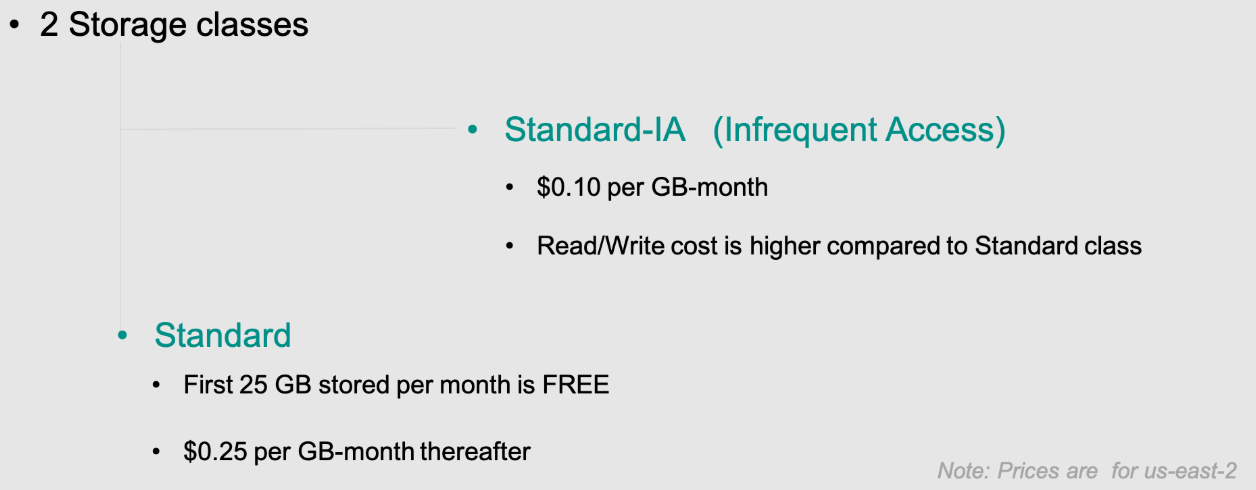 • 2 Storage classes
• Standard-IA (Infrequent Access)
• $0.10 per GB-month
• Read/Write cost is higher compared to Standard class
• Standard
• First 25 GB stored per month is FREE
• $0.25 per GB-month thereafter
Note: Prices are for us-east-2